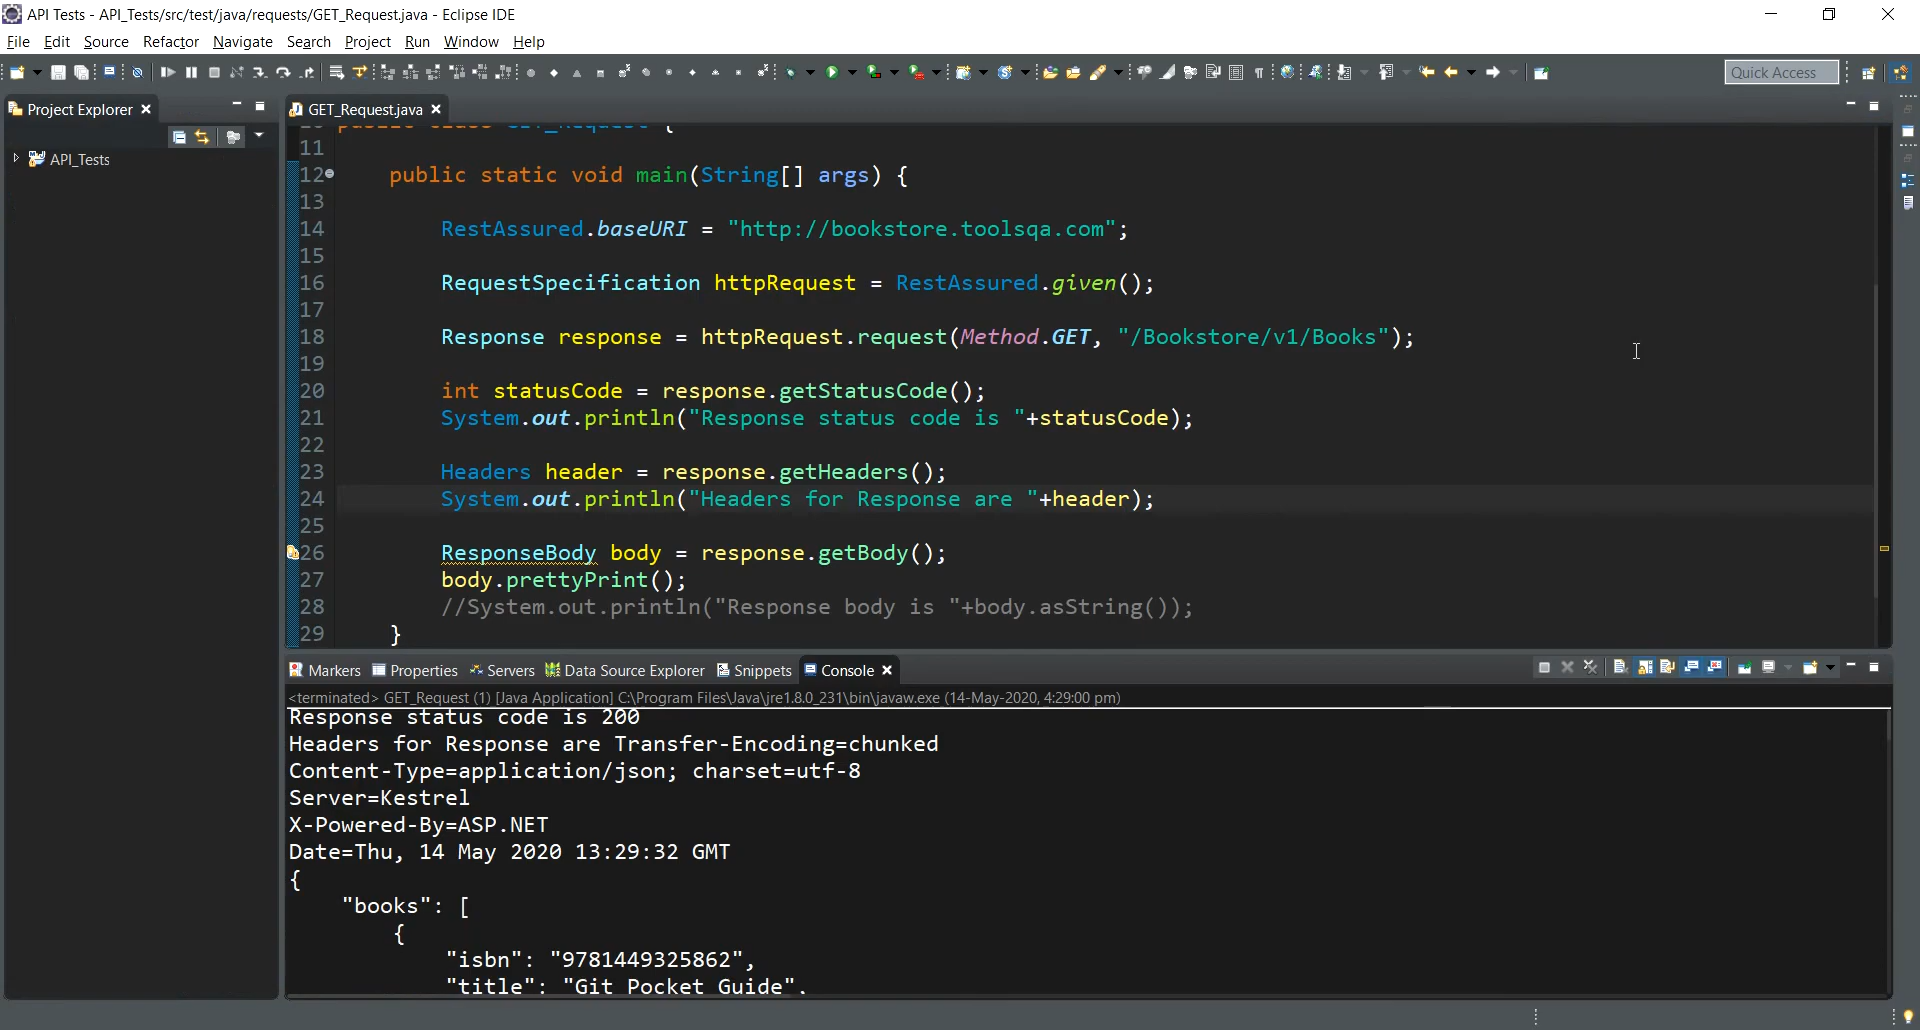 API Tests - API_Tests/src/test/java/requests/GET_Request.java - Eclipse IDE
File Edit Source Refactor Navigate Search Project Run Window Help
Quick Access
Project Explorer
GET_Request.java
API_Tests
11
12 public static void main(String[] args) {
13
14 RestAssured.baseURI = "http://bookstore.toolsqa.com";
15
16 RequestSpecification httpRequest = RestAssured.given();
17
18 Response response = httpRequest.request(Method.GET, "/Bookstore/v1/Books");
19
20 int statusCode = response.getStatusCode();
21 System.out.println("Response status code is "+statusCode);
22
23 Headers header = response.getHeaders();
24 System.out.println("Headers for Response are "+header);
25
26 ResponseBody body = response.getBody();
27 body.prettyPrint();
28 //System.out.println("Response body is "+body.asString());
29 }
Markers Properties Servers Data Source Explorer Snippets Console
<terminated> GET_Request (1) [Java Application] C:\Program Files\Java\jre1.8.0_231\bin\javaw.exe (14-May-2020, 4:29:00 pm)
Response status code is 200
Headers for Response are Transfer-Encoding=chunked
Content-Type=application/json; charset=utf-8
Server=Kestrel
X-Powered-By=ASP.NET
Date=Thu, 14 May 2020 13:29:32 GMT
{
"books": [
{
"isbn": "9781449325862",
"title": "Git Pocket Guide",